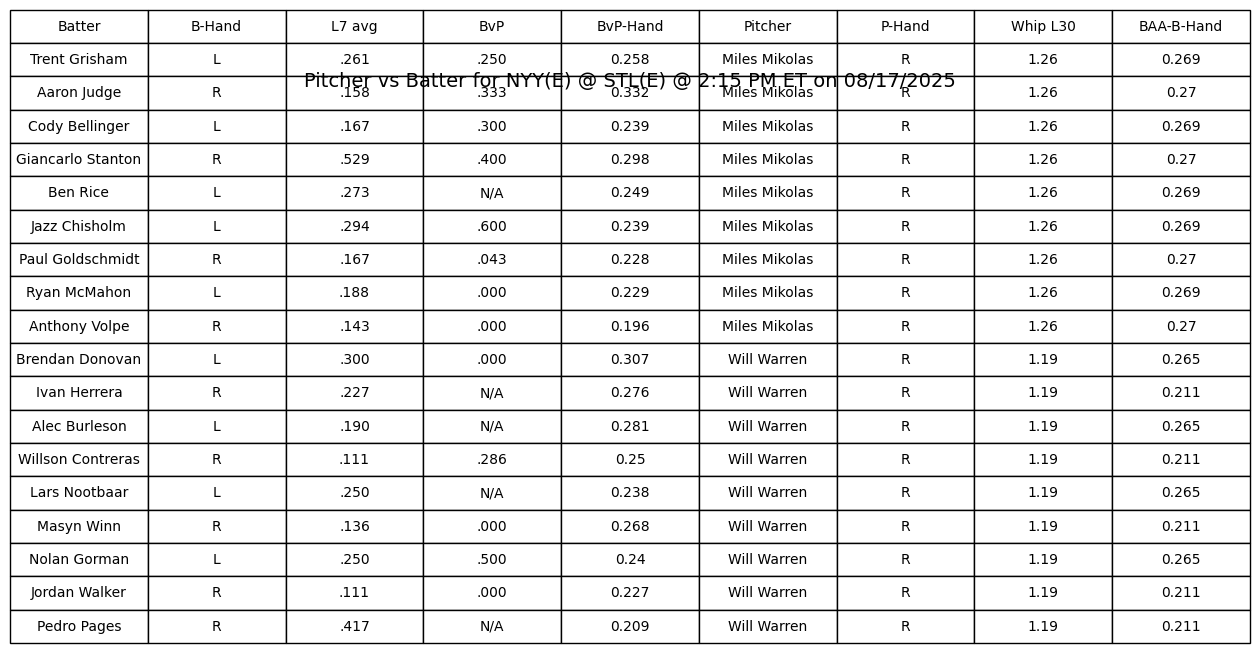 Batter B-Hand L7 avg BvP BvP-Hand Pitcher P-Hand Whip L30 BAA-B-Hand
Trent Grisham L .261 .250 0.258 Miles Mikolas R 1.26 0.269
Pitcher vs Batter for NYY(E) @ STL(E) @ 2:15 PM ET on 08/17/2025
Aaron Judge R .158 .333 0.332 Miles Mikolas R 1.26 0.27
Cody Bellinger L .167 .300 0.239 Miles Mikolas R 1.26 0.269
Giancarlo Stanton R .529 .400 0.298 Miles Mikolas R 1.26 0.27
Ben Rice L .273 N/A 0.249 Miles Mikolas R 1.26 0.269
Jazz Chisholm L .294 .600 0.239 Miles Mikolas R 1.26 0.269
Paul Goldschmidt R .167 .043 0.228 Miles Mikolas R 1.26 0.27
Ryan McMahon L .188 .000 0.229 Miles Mikolas R 1.26 0.269
Anthony Volpe R .143 .000 0.196 Miles Mikolas R 1.26 0.27
Brendan Donovan L .300 .000 0.307 Will Warren R 1.19 0.265
Ivan Herrera R .227 N/A 0.276 Will Warren R 1.19 0.211
Alec Burleson L .190 N/A 0.281 Will Warren R 1.19 0.265
Willson Contreras R .111 .286 0.25 Will Warren R 1.19 0.211
Lars Nootbaar L .250 N/A 0.238 Will Warren R 1.19 0.265
Masyn Winn R .136 .000 0.268 Will Warren R 1.19 0.211
Nolan Gorman L .250 .500 0.24 Will Warren R 1.19 0.265
Jordan Walker R .111 .000 0.227 Will Warren R 1.19 0.211
Pedro Pages R .417 N/A 0.209 Will Warren R 1.19 0.211